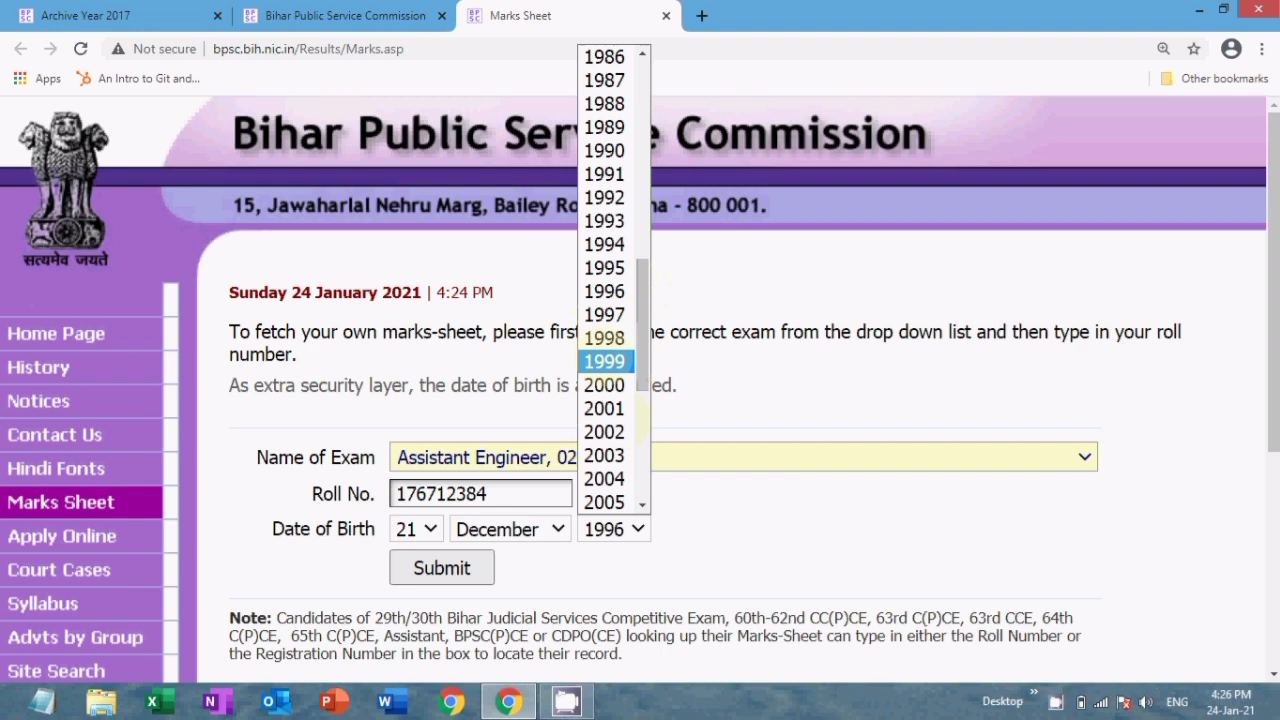 Archive Year 2017
Bihar Public Service Commission
Marks Sheet
Not secure
bpsc.bih.nic.in/Results/Marks.asp
Apps
An Intro to Git and...
Other bookmarks
Bihar Public Ser e Commission
15, Jawaharlal Nehru Marg, Bailey Ro na - 800 001.
सत्यमेव जयते
Sunday 24 January 2021 | 4:24 PM
To fetch your own marks-sheet, please first e correct exam from the drop down list and then type in your roll
number.
As extra security layer, the date of birth is a ed.
Name of Exam
Assistant Engineer, 02
Roll No.
176712384
Date of Birth
21
December
1996
1986
1987
1988
1989
1990
1991
1992
1993
1994
1995
1996
1997
1998
1999
2000
2001
2002
2003
2004
2005
Submit
Note: Candidates of 29th/30th Bihar Judicial Services Competitive Exam, 60th-62nd CC(P)CE, 63rd C(P)CE, 63rd CCE, 64th
C(P)CE, 65th C(P)CE, Assistant, BPSC(P)CE or CDPO(CE) looking up their Marks-Sheet can type in either the Roll Number or
the Registration Number in the box to locate their record.
Home Page
History
Notices
Contact Us
Hindi Fonts
Marks Sheet
Apply Online
Court Cases
Syllabus
Advts by Group
Site Search
Desktop
ENG
4:26 PM
24-Jan-21